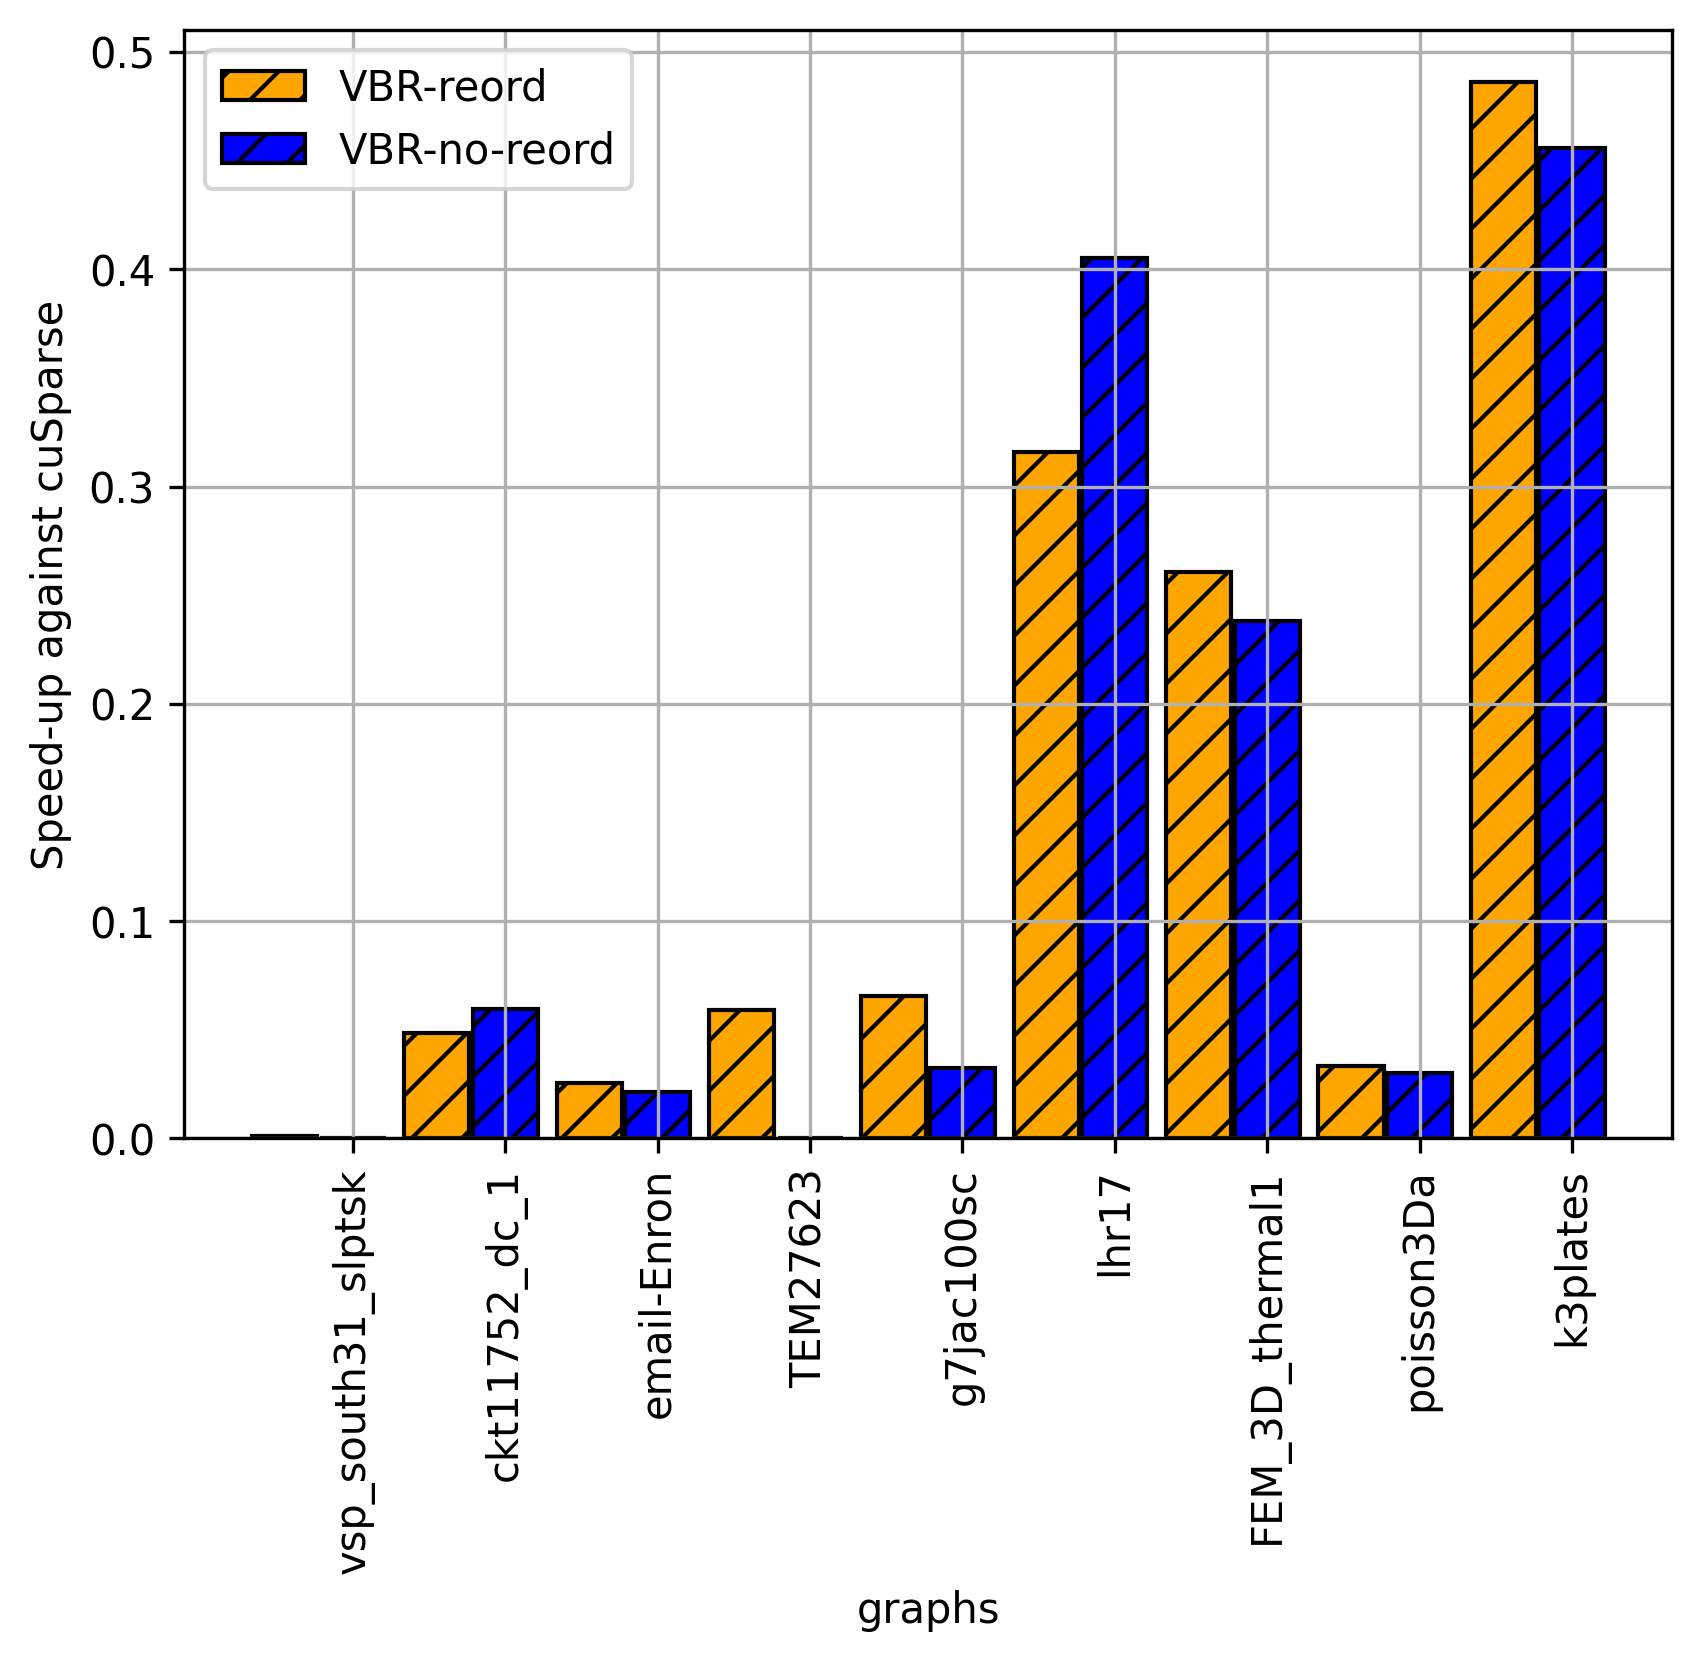 VBR-reord
VBR-no-reord
Speed-up against cuSparse
0.5
0.4
0.3
0.2
0.1
0.0
vsp_south31_slptsk
ckt11752_dc_1
email-Enron
TEM27623
g7jac100sc
lhr17
FEM_3D_thermal1
poisson3Da
k3plates
graphs